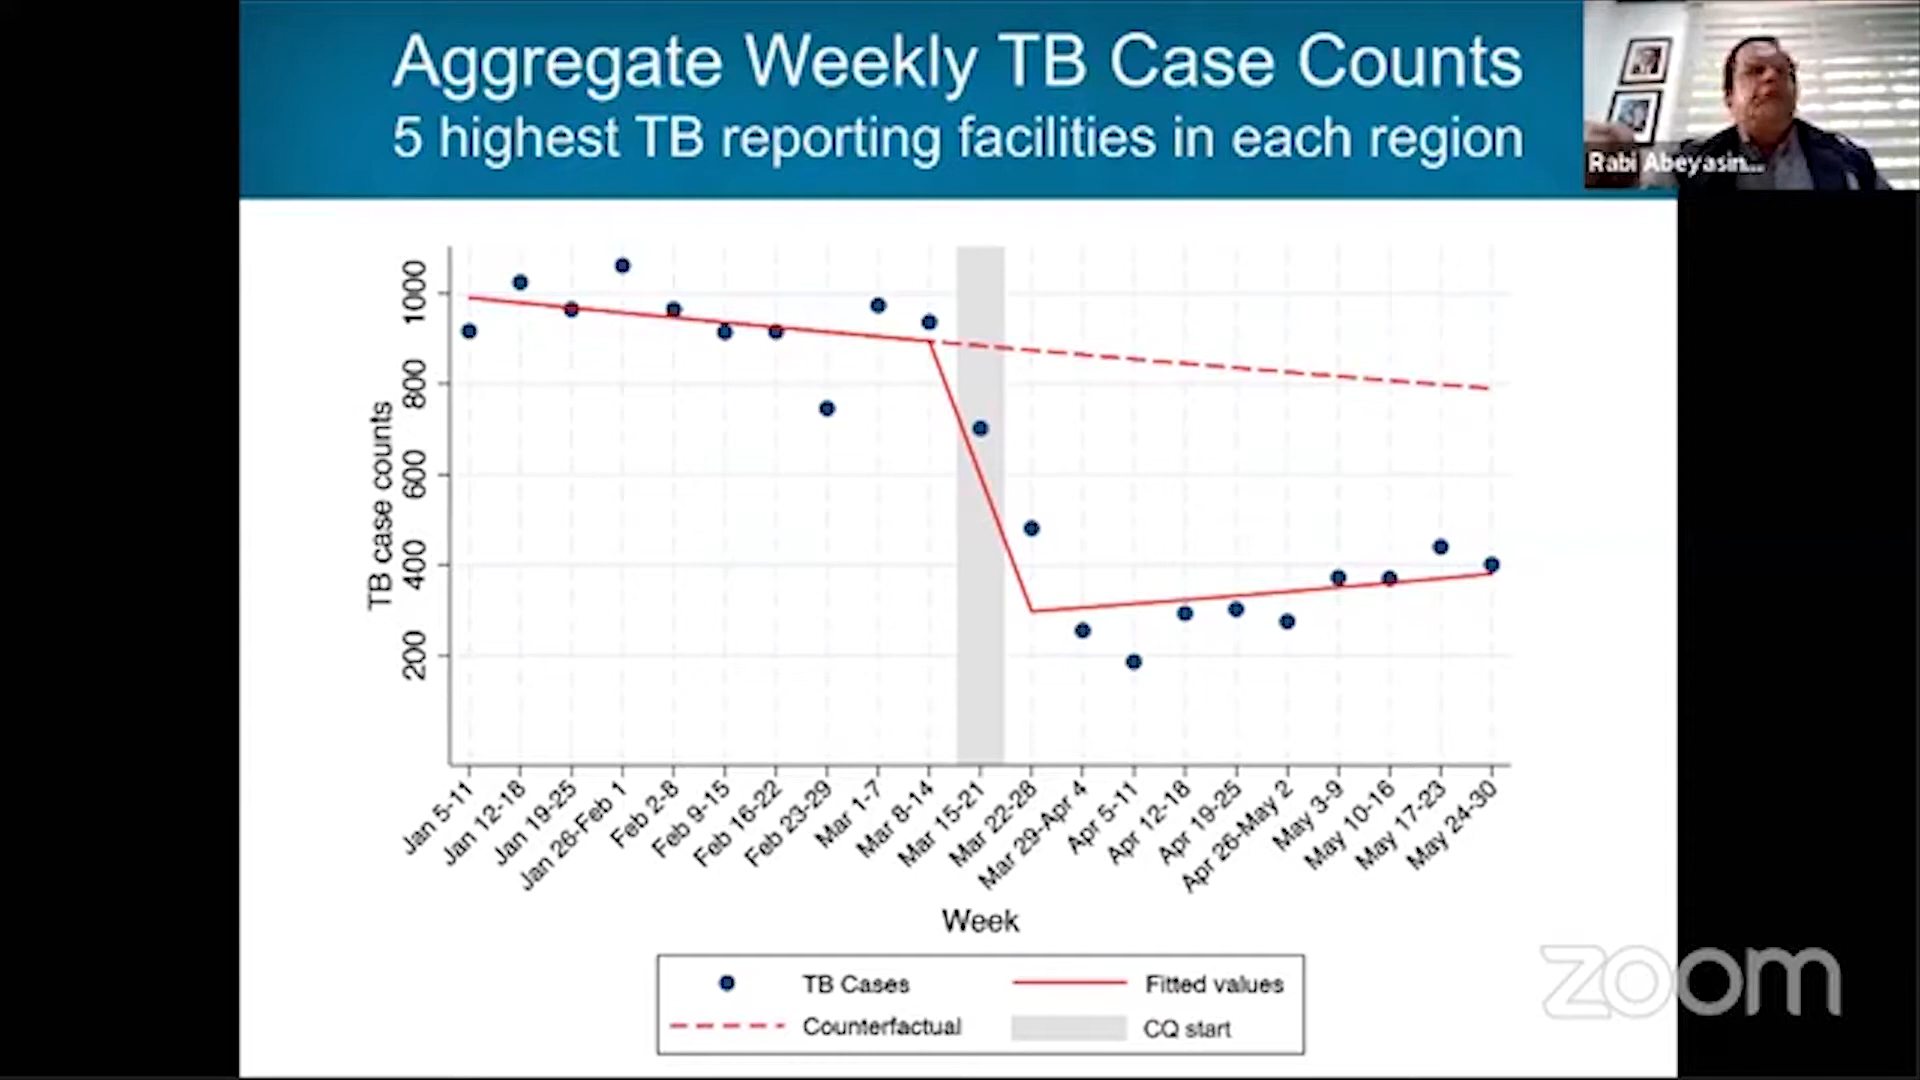 Aggregate Weekly TB Case Counts
5 highest TB reporting facilities in each region
Rabi Abeyasin...
TB case counts
1000
800
600
400
200
Jan 5-11
Jan 12-18
Jan 19-25
Jan 26-Feb 1
Feb 2-8
Feb 9-15
Feb 16-22
Feb 23-29
Mar 1-7
Mar 8-14
Mar 15-21
Mar 22-28
Mar 29-Apr 4
Apr 5-11
Apr 12-18
Apr 19-25
Apr 26-May 2
May 3-9
May 10-16
May 17-23
May 24-30
Week
TB Cases
Fitted values
Counterfactual
CQ start
zoom